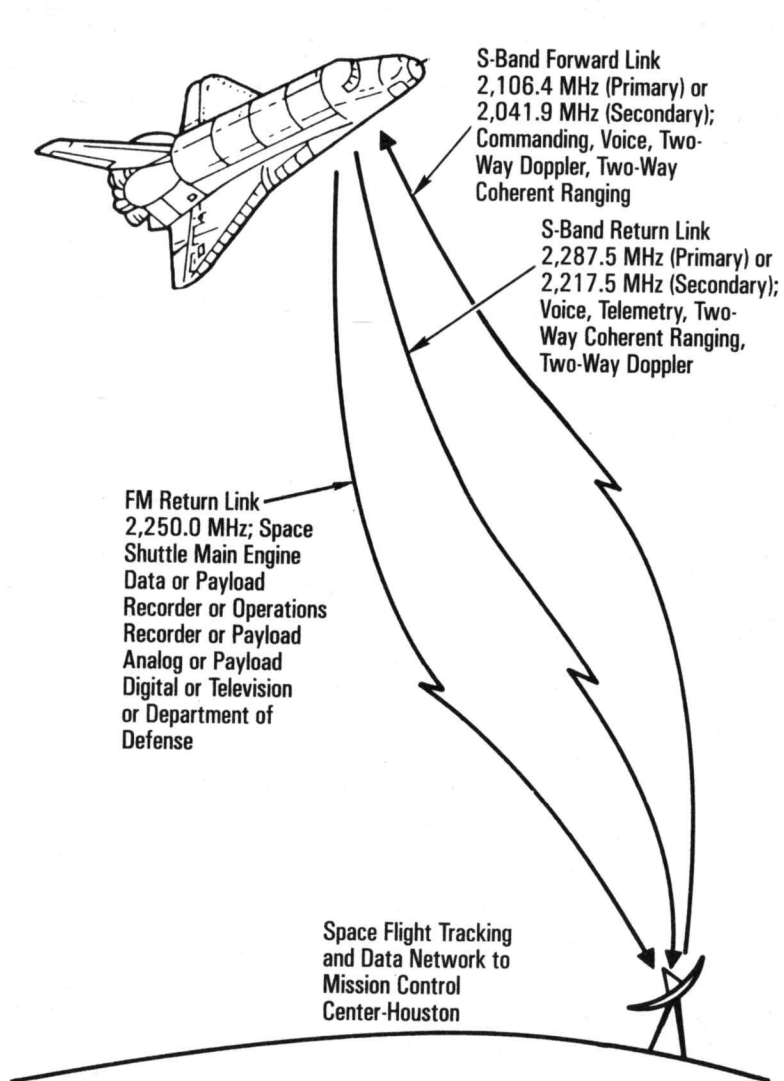 S-Band Forward Link
2,106.4 MHz (Primary) or
2,041.9 MHz (Secondary);
Commanding, Voice, Two-
Way Doppler, Two-Way
Coherent Ranging
S-Band Return Link
2,287.5 MHz (Primary) or
2,217.5 MHz (Secondary);
Voice, Telemetry, Two-
Way Coherent Ranging,
Two-Way Doppler
FM Return Link
2,250.0 MHz; Space
Shuttle Main Engine
Data or Payload
Recorder or Operations
Recorder or Payload
Analog or Payload
Digital or Television
or Department of
Defense
Space Flight Tracking
and Data Network to
Mission Control
Center-Houston